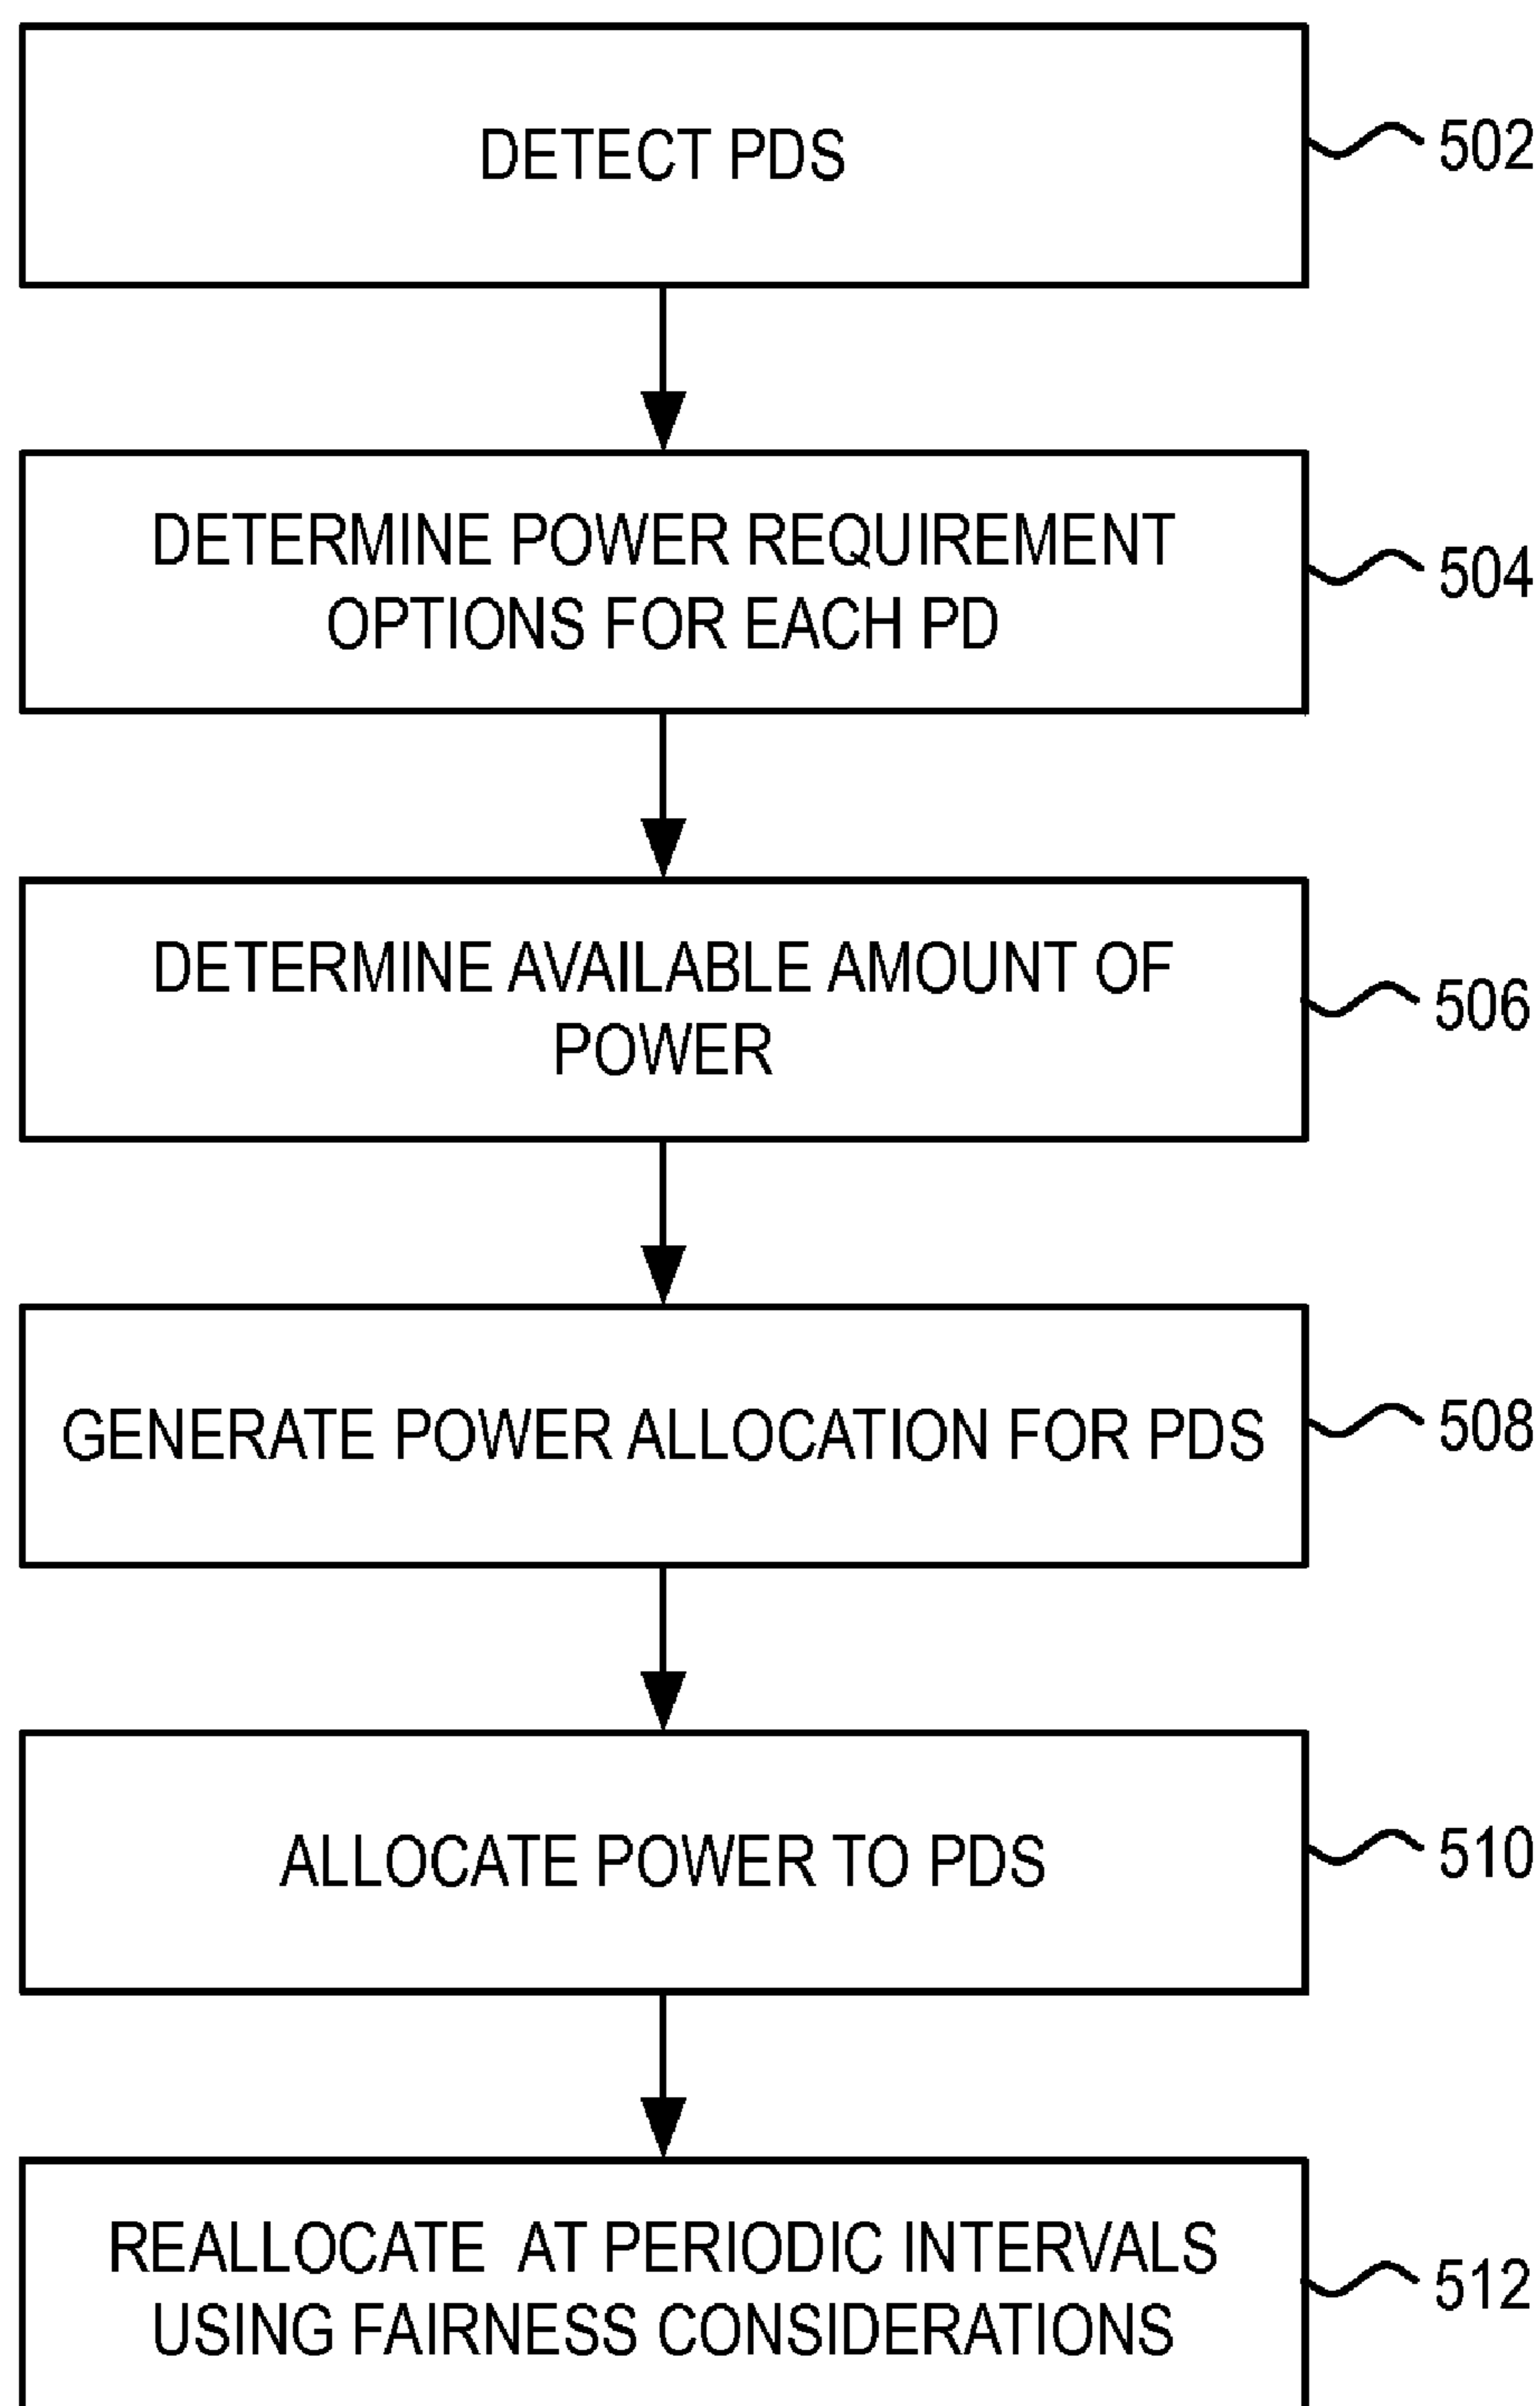 DETECT PDS
502
DETERMINE POWER REQUIREMENT
OPTIONS FOR EACH PD
504
DETERMINE AVAILABLE AMOUNT OF
POWER
506
GENERATE POWER ALLOCATION FOR PDS
508
ALLOCATE POWER TO PDS
510
REALLOCATE AT PERIODIC INTERVALS
USING FAIRNESS CONSIDERATIONS
512